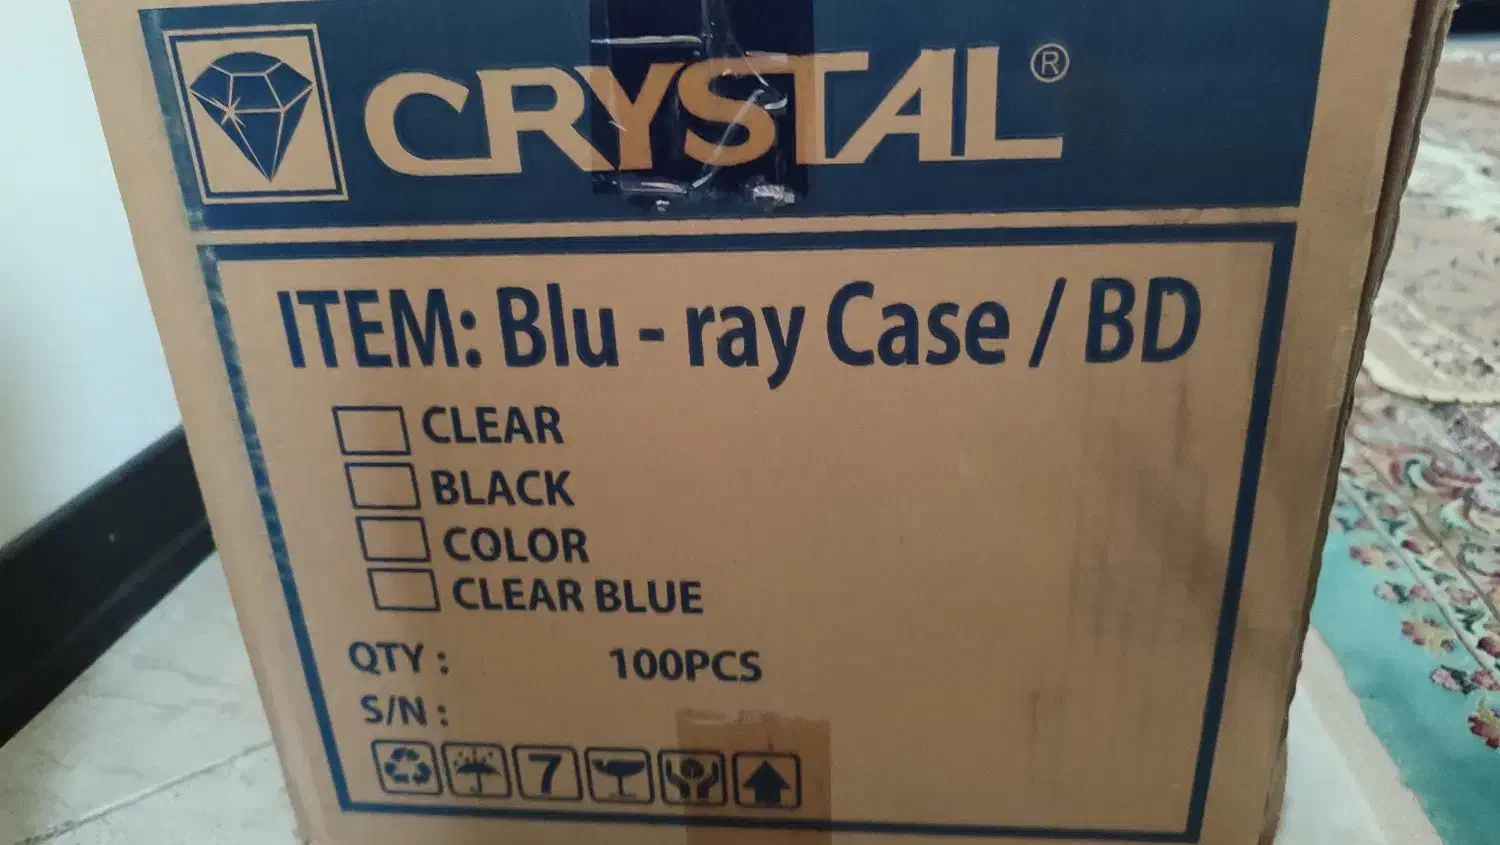 CRYSTAL®
ITEM: Blu - ray Case / BD
CLEAR
BLACK
COLOR
CLEAR BLUE
QTY : 100PCS
S/N :
7